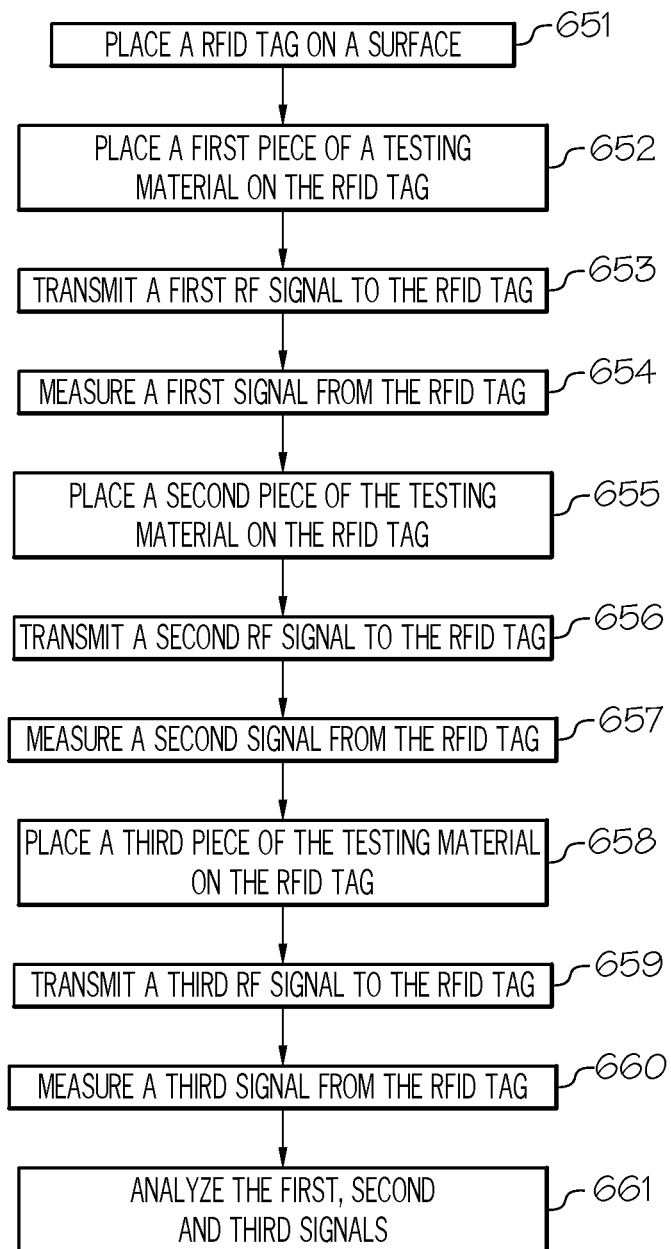 PLACE A RFID TAG ON A SURFACE
651
PLACE A FIRST PIECE OF A TESTING
MATERIAL ON THE RFID TAG
652
TRANSMIT A FIRST RF SIGNAL TO THE RFID TAG
653
MEASURE A FIRST SIGNAL FROM THE RFID TAG
654
PLACE A SECOND PIECE OF THE TESTING
MATERIAL ON THE RFID TAG
655
TRANSMIT A SECOND RF SIGNAL TO THE RFID TAG
656
MEASURE A SECOND SIGNAL FROM THE RFID TAG
657
PLACE A THIRD PIECE OF THE TESTING MATERIAL
ON THE RFID TAG
658
TRANSMIT A THIRD RF SIGNAL TO THE RFID TAG
659
MEASURE A THIRD SIGNAL FROM THE RFID TAG
660
ANALYZE THE FIRST, SECOND
AND THIRD SIGNALS
661